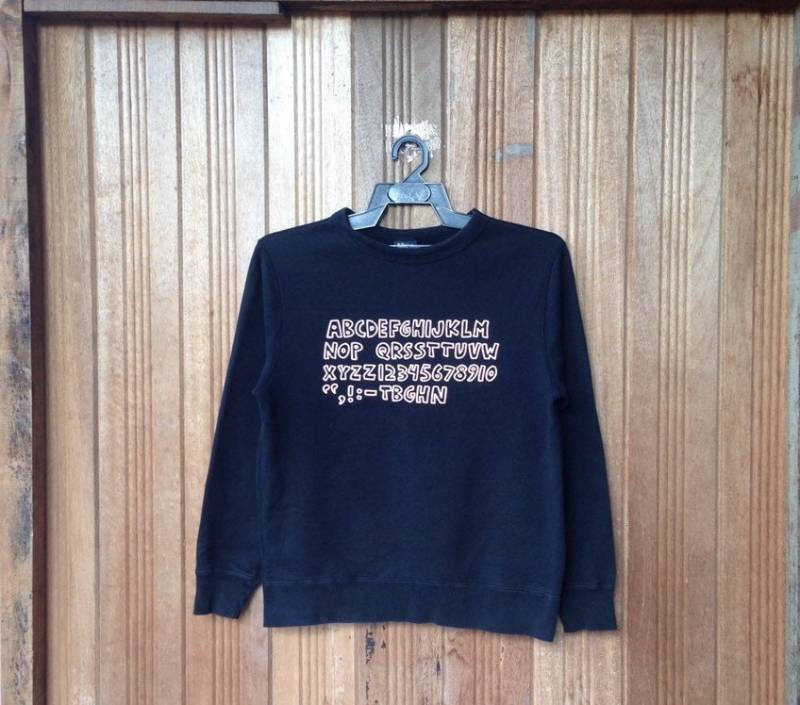 ABCDEFGHIJKLM
NOP QRSSTTUVW
XYZZ12345678910
“,!:-TBGHN